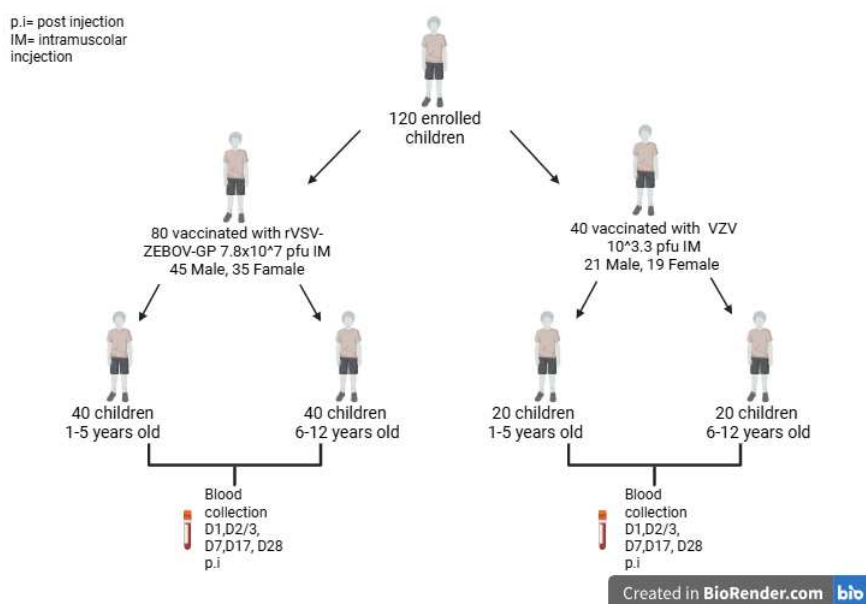 p.i= post injection
IM= intramuscolar
incjection
120 enrolled
children
80 vaccinated with rVSV-
ZEBOV-GP 7.8x10^7 pfu IM
45 Male, 35 Famale
40 vaccinated with VZV
10^3.3 pfu IM
21 Male, 19 Female
40 children
1-5 years old
40 children
6-12 years old
20 children
1-5 years old
20 children
6-12 years old
Blood
collection
D1,D2/3,
D7,D17, D28
p.i
Blood
collection
D1,D2/3,
D7,D17, D28
p.i
Created in BioRender.com bio